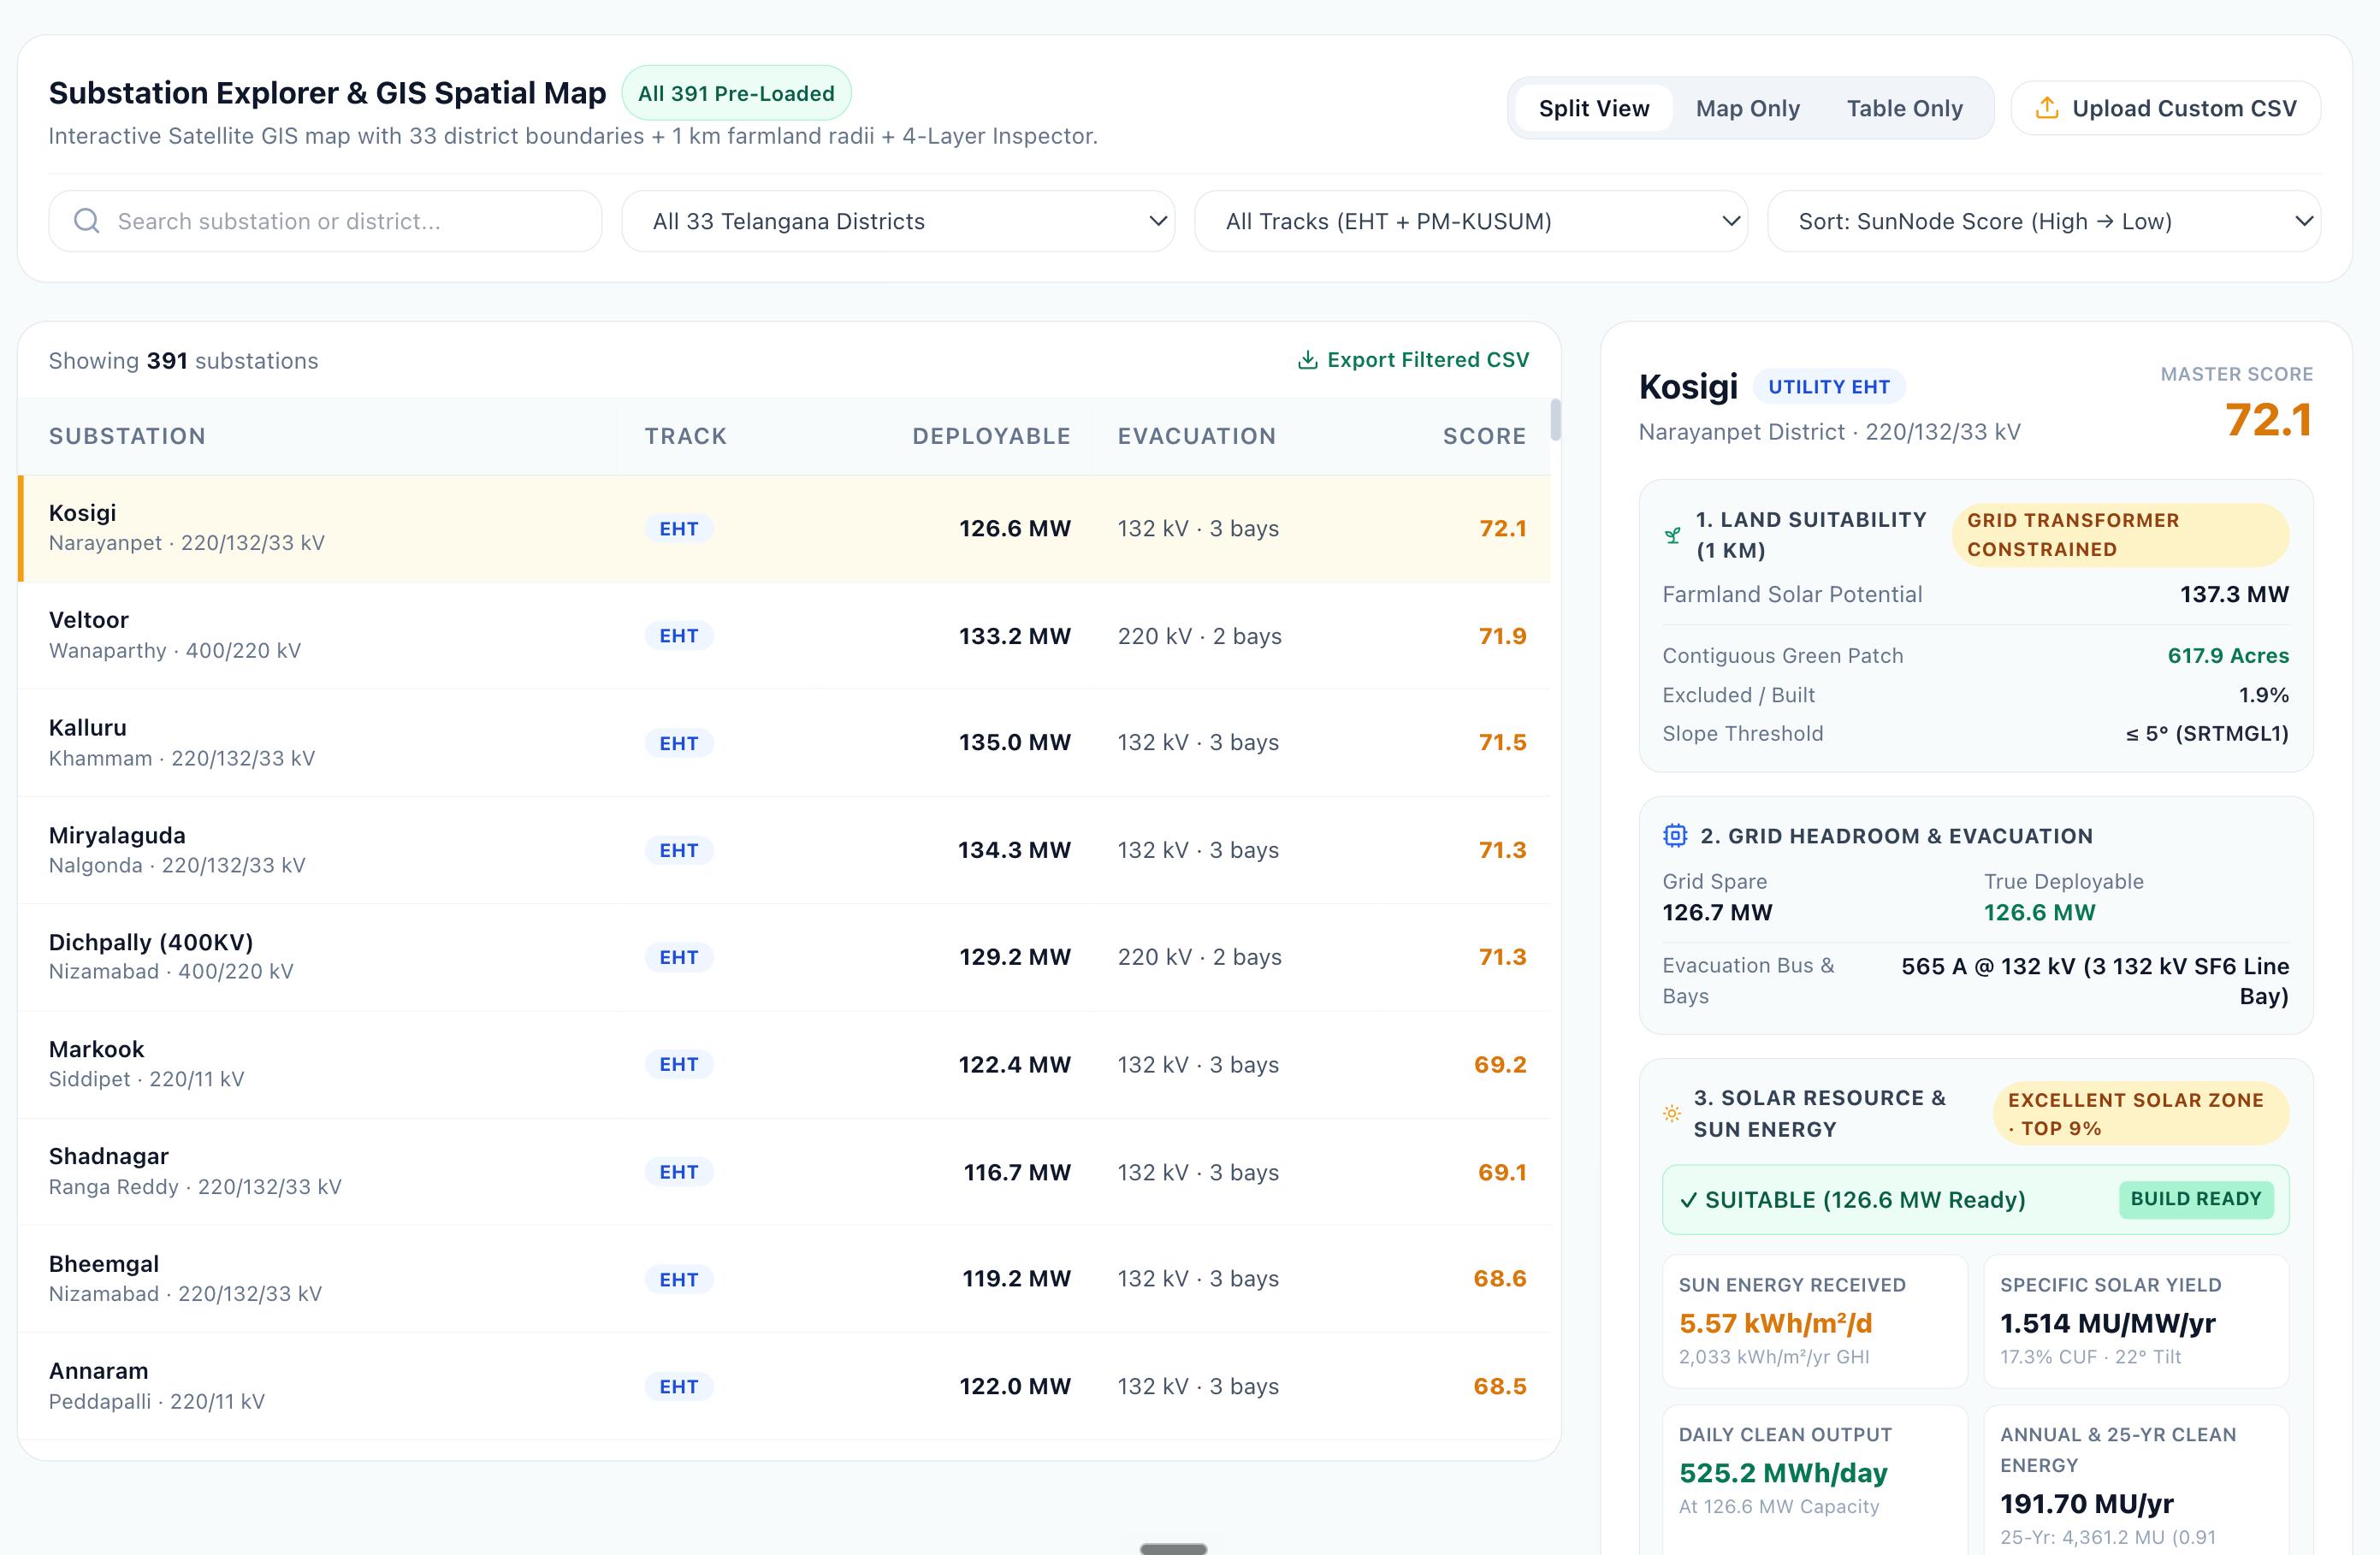 Substation Explorer & GIS Spatial Map
All 391 Pre-Loaded
Interactive Satellite GIS map with 33 district boundaries + 1 km farmland radii + 4-Layer Inspector.
Split View
Map Only
Table Only
Upload Custom CSV
Search substation or district...
All 33 Telangana Districts
All Tracks (EHT + PM-KUSUM)
Sort: SunNode Score (High → Low)
Showing 391 substations
Export Filtered CSV
SUBSTATION TRACK DEPLOYABLE EVACUATION SCORE
Kosigi
Narayanpet · 220/132/33 kV
EHT 126.6 MW 132 kV · 3 bays 72.1
Veltoor
Wanaparthy · 400/220 kV
EHT 133.2 MW 220 kV · 2 bays 71.9
Kalluru
Khammam · 220/132/33 kV
EHT 135.0 MW 132 kV · 3 bays 71.5
Miryalaguda
Nalgonda · 220/132/33 kV
EHT 134.3 MW 132 kV · 3 bays 71.3
Dichpally (400KV)
Nizamabad · 400/220 kV
EHT 129.2 MW 220 kV · 2 bays 71.3
Markook
Siddipet · 220/11 kV
EHT 122.4 MW 132 kV · 3 bays 69.2
Shadnagar
Ranga Reddy · 220/132/33 kV
EHT 116.7 MW 132 kV · 3 bays 69.1
Bheemgal
Nizamabad · 220/132/33 kV
EHT 119.2 MW 132 kV · 3 bays 68.6
Annaram
Peddapalli · 220/11 kV
EHT 122.0 MW 132 kV · 3 bays 68.5
Kosigi
UTILITY EHT
Narayanpet District · 220/132/33 kV
MASTER SCORE
72.1
1. LAND SUITABILITY
(1 KM)
GRID TRANSFORMER
CONSTRAINED
Farmland Solar Potential 137.3 MW
Contiguous Green Patch 617.9 Acres
Excluded / Built 1.9%
Slope Threshold ≤ 5° (SRTMGL1)
2. GRID HEADROOM & EVACUATION
Grid Spare
126.7 MW
True Deployable
126.6 MW
Evacuation Bus &
Bays
565 A @ 132 kV (3 132 kV SF6 Line
Bay)
3. SOLAR RESOURCE &
SUN ENERGY
EXCELLENT SOLAR ZONE
· TOP 9%
✓ SUITABLE (126.6 MW Ready)
BUILD READY
SUN ENERGY RECEIVED
5.57 kWh/m²/d
2,033 kWh/m²/yr GHI
SPECIFIC SOLAR YIELD
1.514 MU/MW/yr
17.3% CUF · 22° Tilt
DAILY CLEAN OUTPUT
525.2 MWh/day
At 126.6 MW Capacity
ANNUAL & 25-YR CLEAN
ENERGY
191.70 MU/yr
25-Yr: 4,361.2 MU (0.91